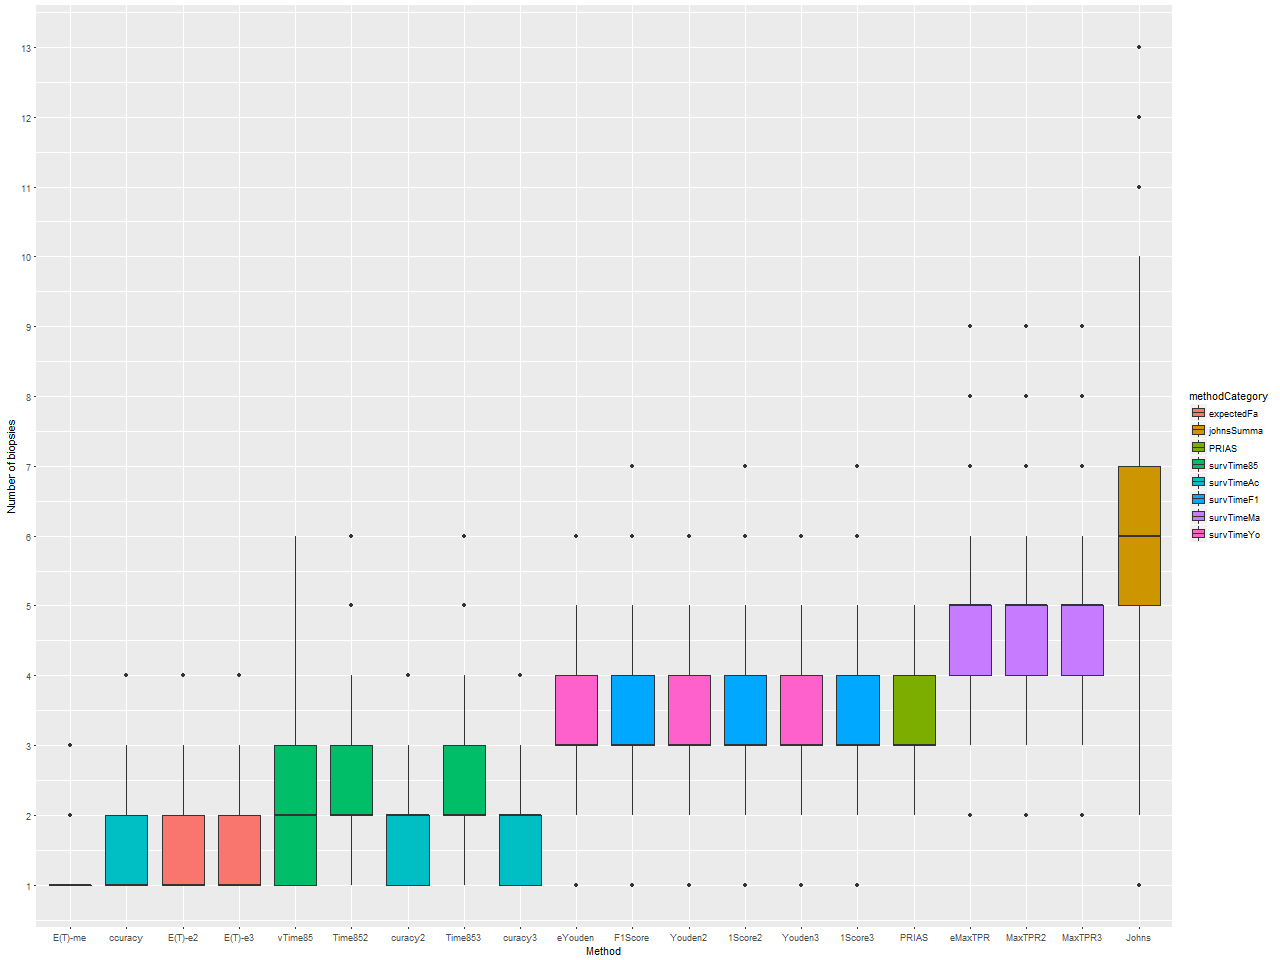 13
12
11
10
9
8
7
6
5
4
3
2
1
Number of biopsies
E(T)-me ccuracy E(T)-e2 E(T)-e3 vTime85 Time852 curacy2 Time853 curacy3 eYouden F1Score Youden2 1Score2 Youden3 1Score3 PRIAS eMaxTPR MaxTPR2 MaxTPR3 Johns
Method
methodCategory
expectedFa
johnsSumma
PRIAS
survTime85
survTimeAc
survTimeF1
survTimeMa
survTimeYo